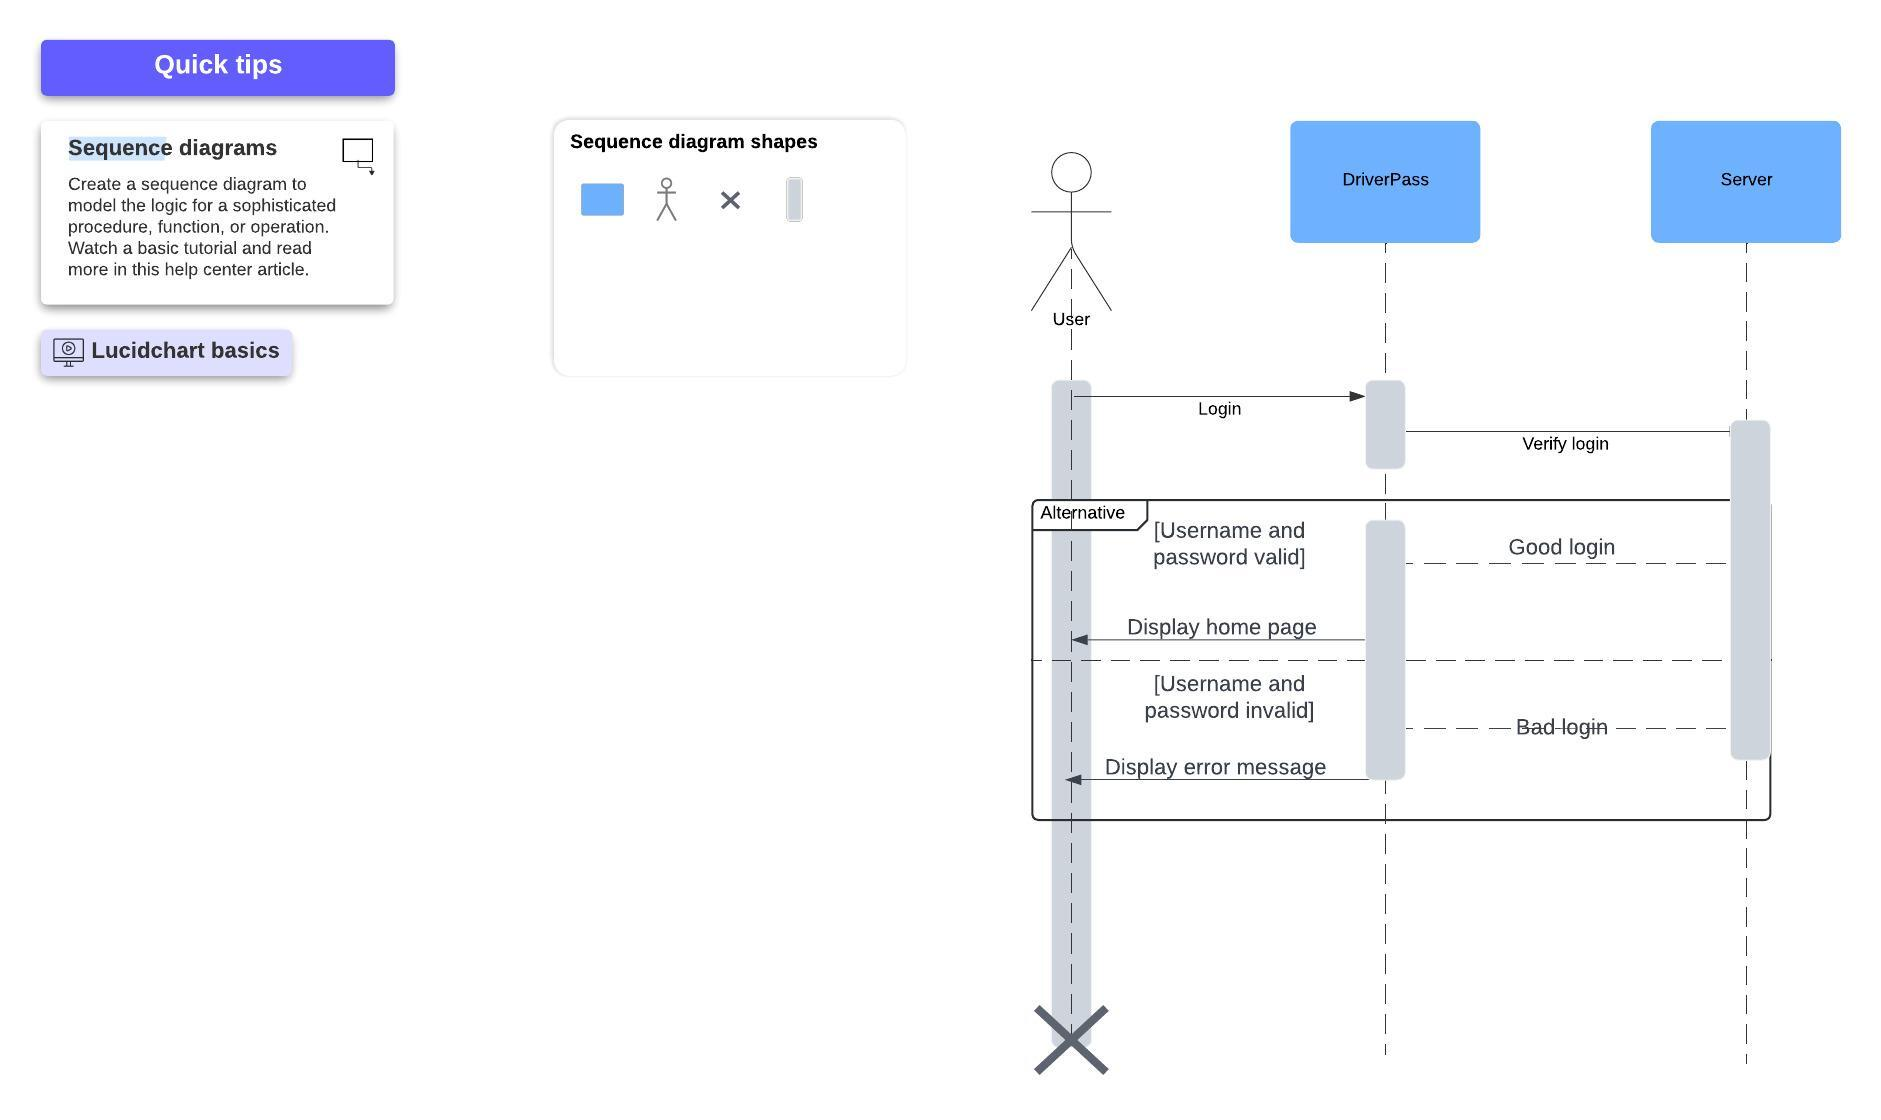 Quick tips
Sequence diagrams
Create a sequence diagram to
model the logic for a sophisticated
procedure, function, or operation.
Watch a basic tutorial and read
more in this help center article.
Lucidchart basics
Sequence diagram shapes
User
DriverPass
Server
Login
Verify login
Alternative
[Username and
password valid]
Good login
Display home page
[Username and
password invalid]
Bad login
Display error message